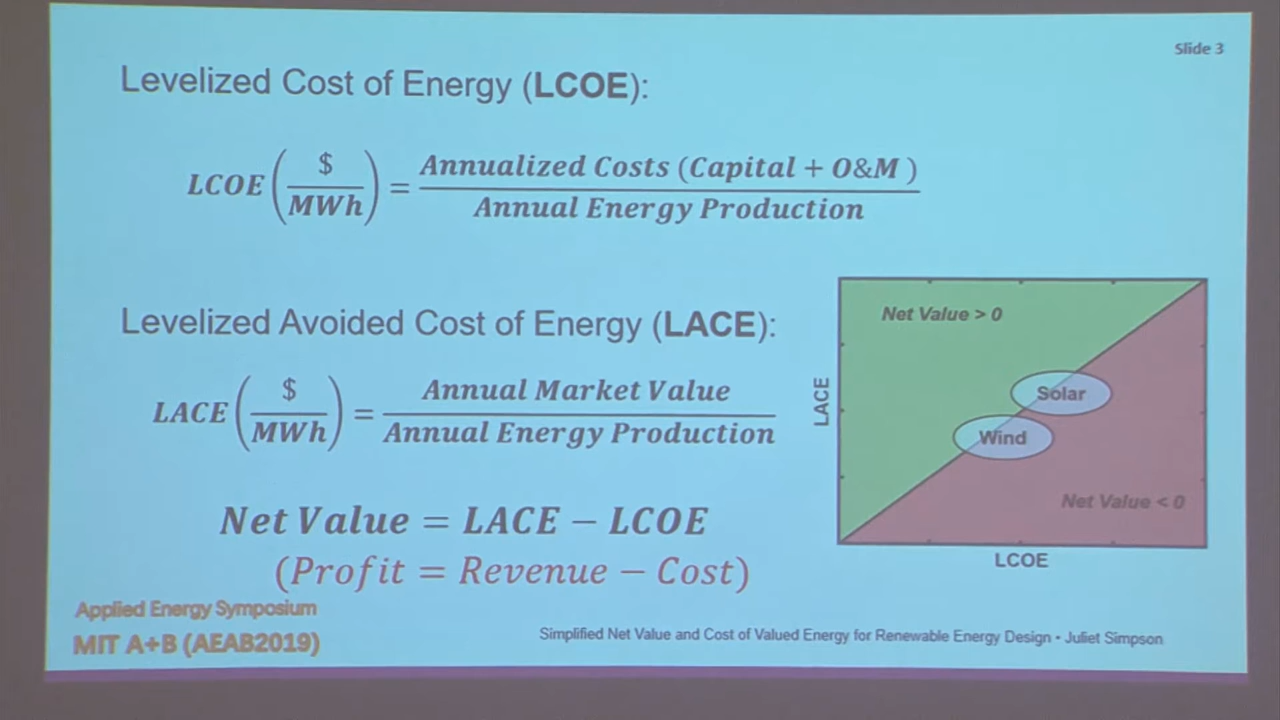 Slide 3
Levelized Cost of Energy (LCOE):
LCOE ($/MWh) = Annualized Costs (Capital + O&M ) / Annual Energy Production
Levelized Avoided Cost of Energy (LACE):
LACE ($/MWh) = Annual Market Value / Annual Energy Production
Net Value = LACE − LCOE
(Profit = Revenue − Cost)
Net Value > 0
Solar
Wind
Net Value < 0
LACE
LCOE
Applied Energy Symposium
MIT A+B (AEAB2019)
Simplified Net Value and Cost of Valued Energy for Renewable Energy Design • Juliet Simpson